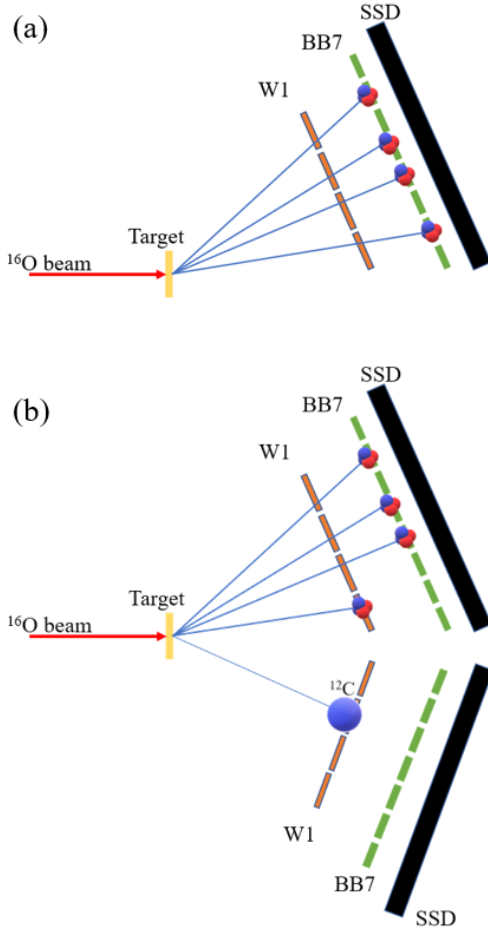 (a)
SSD
BB7
W1
Target
¹⁶O beam
(b)
SSD
BB7
W1
Target
¹⁶O beam
¹²C
W1
BB7
SSD